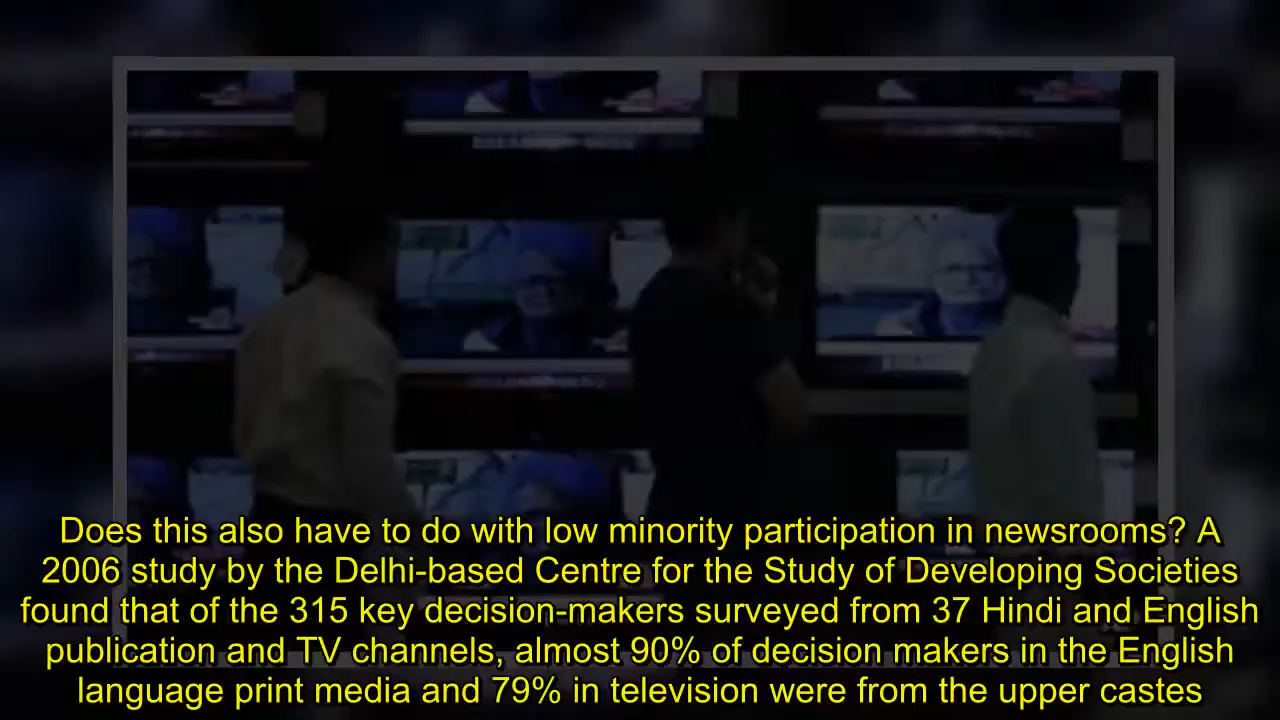 Does this also have to do with low minority participation in newsrooms? A
2006 study by the Delhi-based Centre for the Study of Developing Societies
found that of the 315 key decision-makers surveyed from 37 Hindi and English
publication and TV channels, almost 90% of decision makers in the English
language print media and 79% in television were from the upper castes